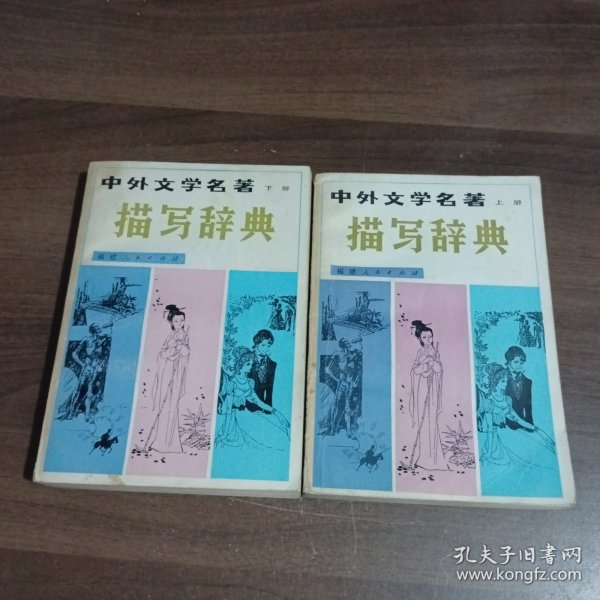 中外文学名著 下册
描写辞典
福建人民出版社
中外文学名著 上册
描写辞典
福建人民出版社
孔夫子旧书网
www.kongfz.com